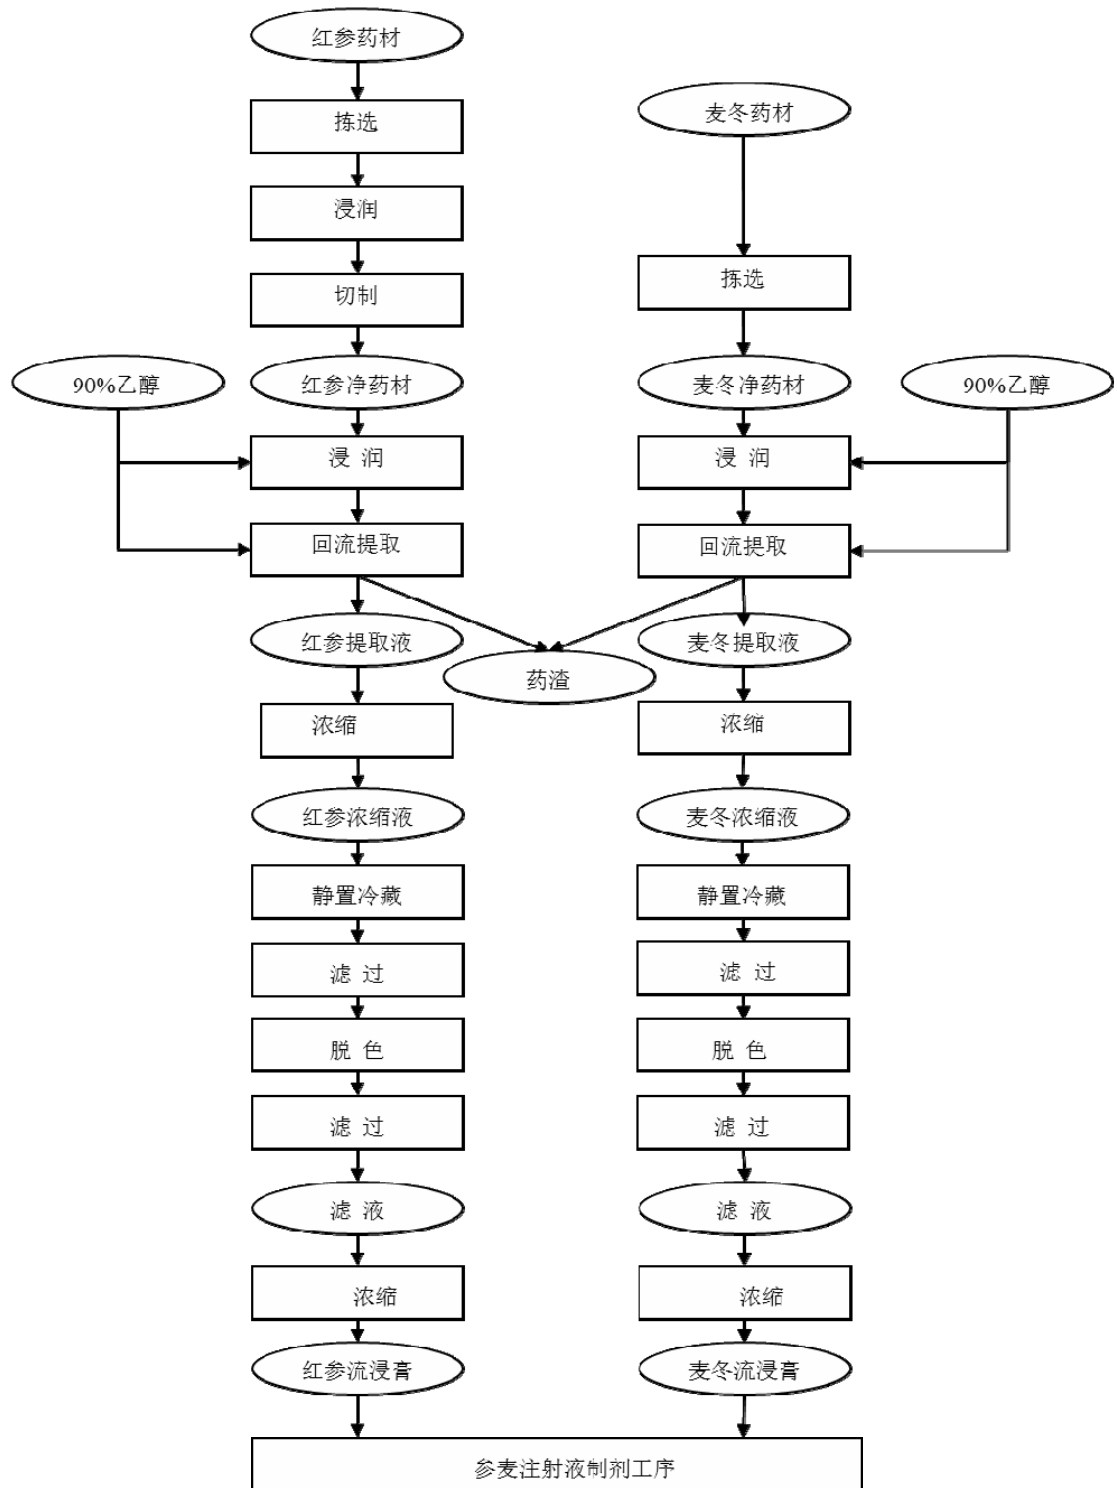 红参药材
麦冬药材
拣选
浸润
拣选
切制
90%乙醇
红参净药材
麦冬净药材
90%乙醇
浸 润
浸 润
回流提取
回流提取
红参提取液
麦冬提取液
药渣
浓缩
浓缩
红参浓缩液
麦冬浓缩液
静置冷藏
静置冷藏
滤 过
滤 过
脱 色
脱 色
滤 过
滤 过
滤 液
滤 液
浓缩
浓缩
红参流浸膏
麦冬流浸膏
参麦注射液制剂工序